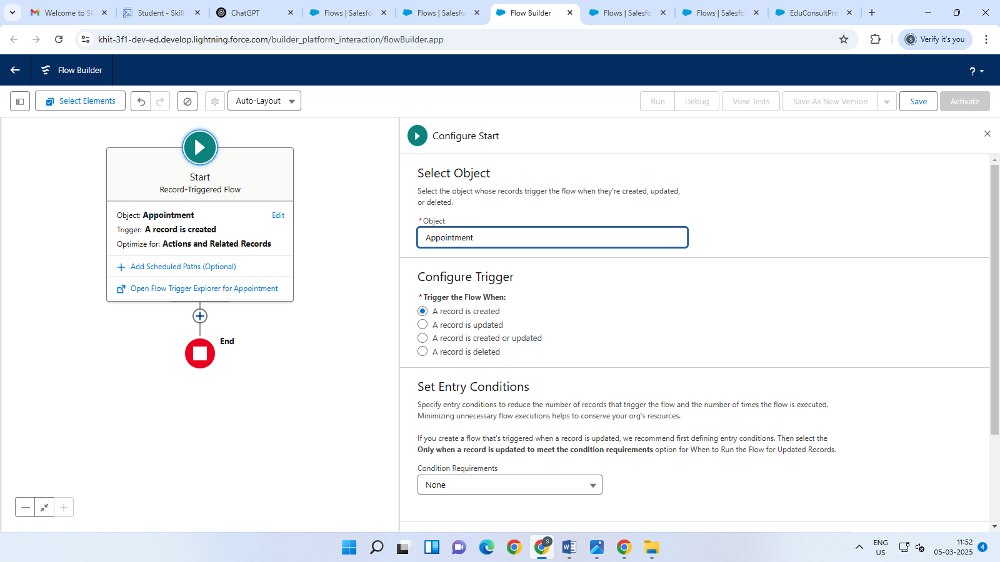 Welcome to Sk
Student - Skill
ChatGPT
Flows | Salesfo
Flows | Salesfo
Flow Builder
Flows | Salesfo
Flows | Salesfo
EduConsultPro
khit-3f1-dev-ed.develop.lightning.force.com/builder_platform_interaction/flowBuilder.app
S
Verify it's you
Flow Builder
?
Select Elements
Auto-Layout
Run
Debug
View Tests
Save As New Version
Save
Activate
Start
Record-Triggered Flow
Object: Appointment
Edit
Trigger: A record is created
Optimize for: Actions and Related Records
Add Scheduled Paths (Optional)
Open Flow Trigger Explorer for Appointment
End
Configure Start
Select Object
Select the object whose records trigger the flow when they're created, updated,
or deleted.
*Object
Appointment
Configure Trigger
*Trigger the Flow When:
A record is created
A record is updated
A record is created or updated
A record is deleted
Set Entry Conditions
Specify entry conditions to reduce the number of records that trigger the flow and the number of times the flow is executed.
Minimizing unnecessary flow executions helps to conserve your org's resources.
If you create a flow that's triggered when a record is updated, we recommend first defining entry conditions. Then select the
Only when a record is updated to meet the condition requirements option for When to Run the Flow for Updated Records.
Condition Requirements
None
S
ENG
US
11:52
05-03-2025
4